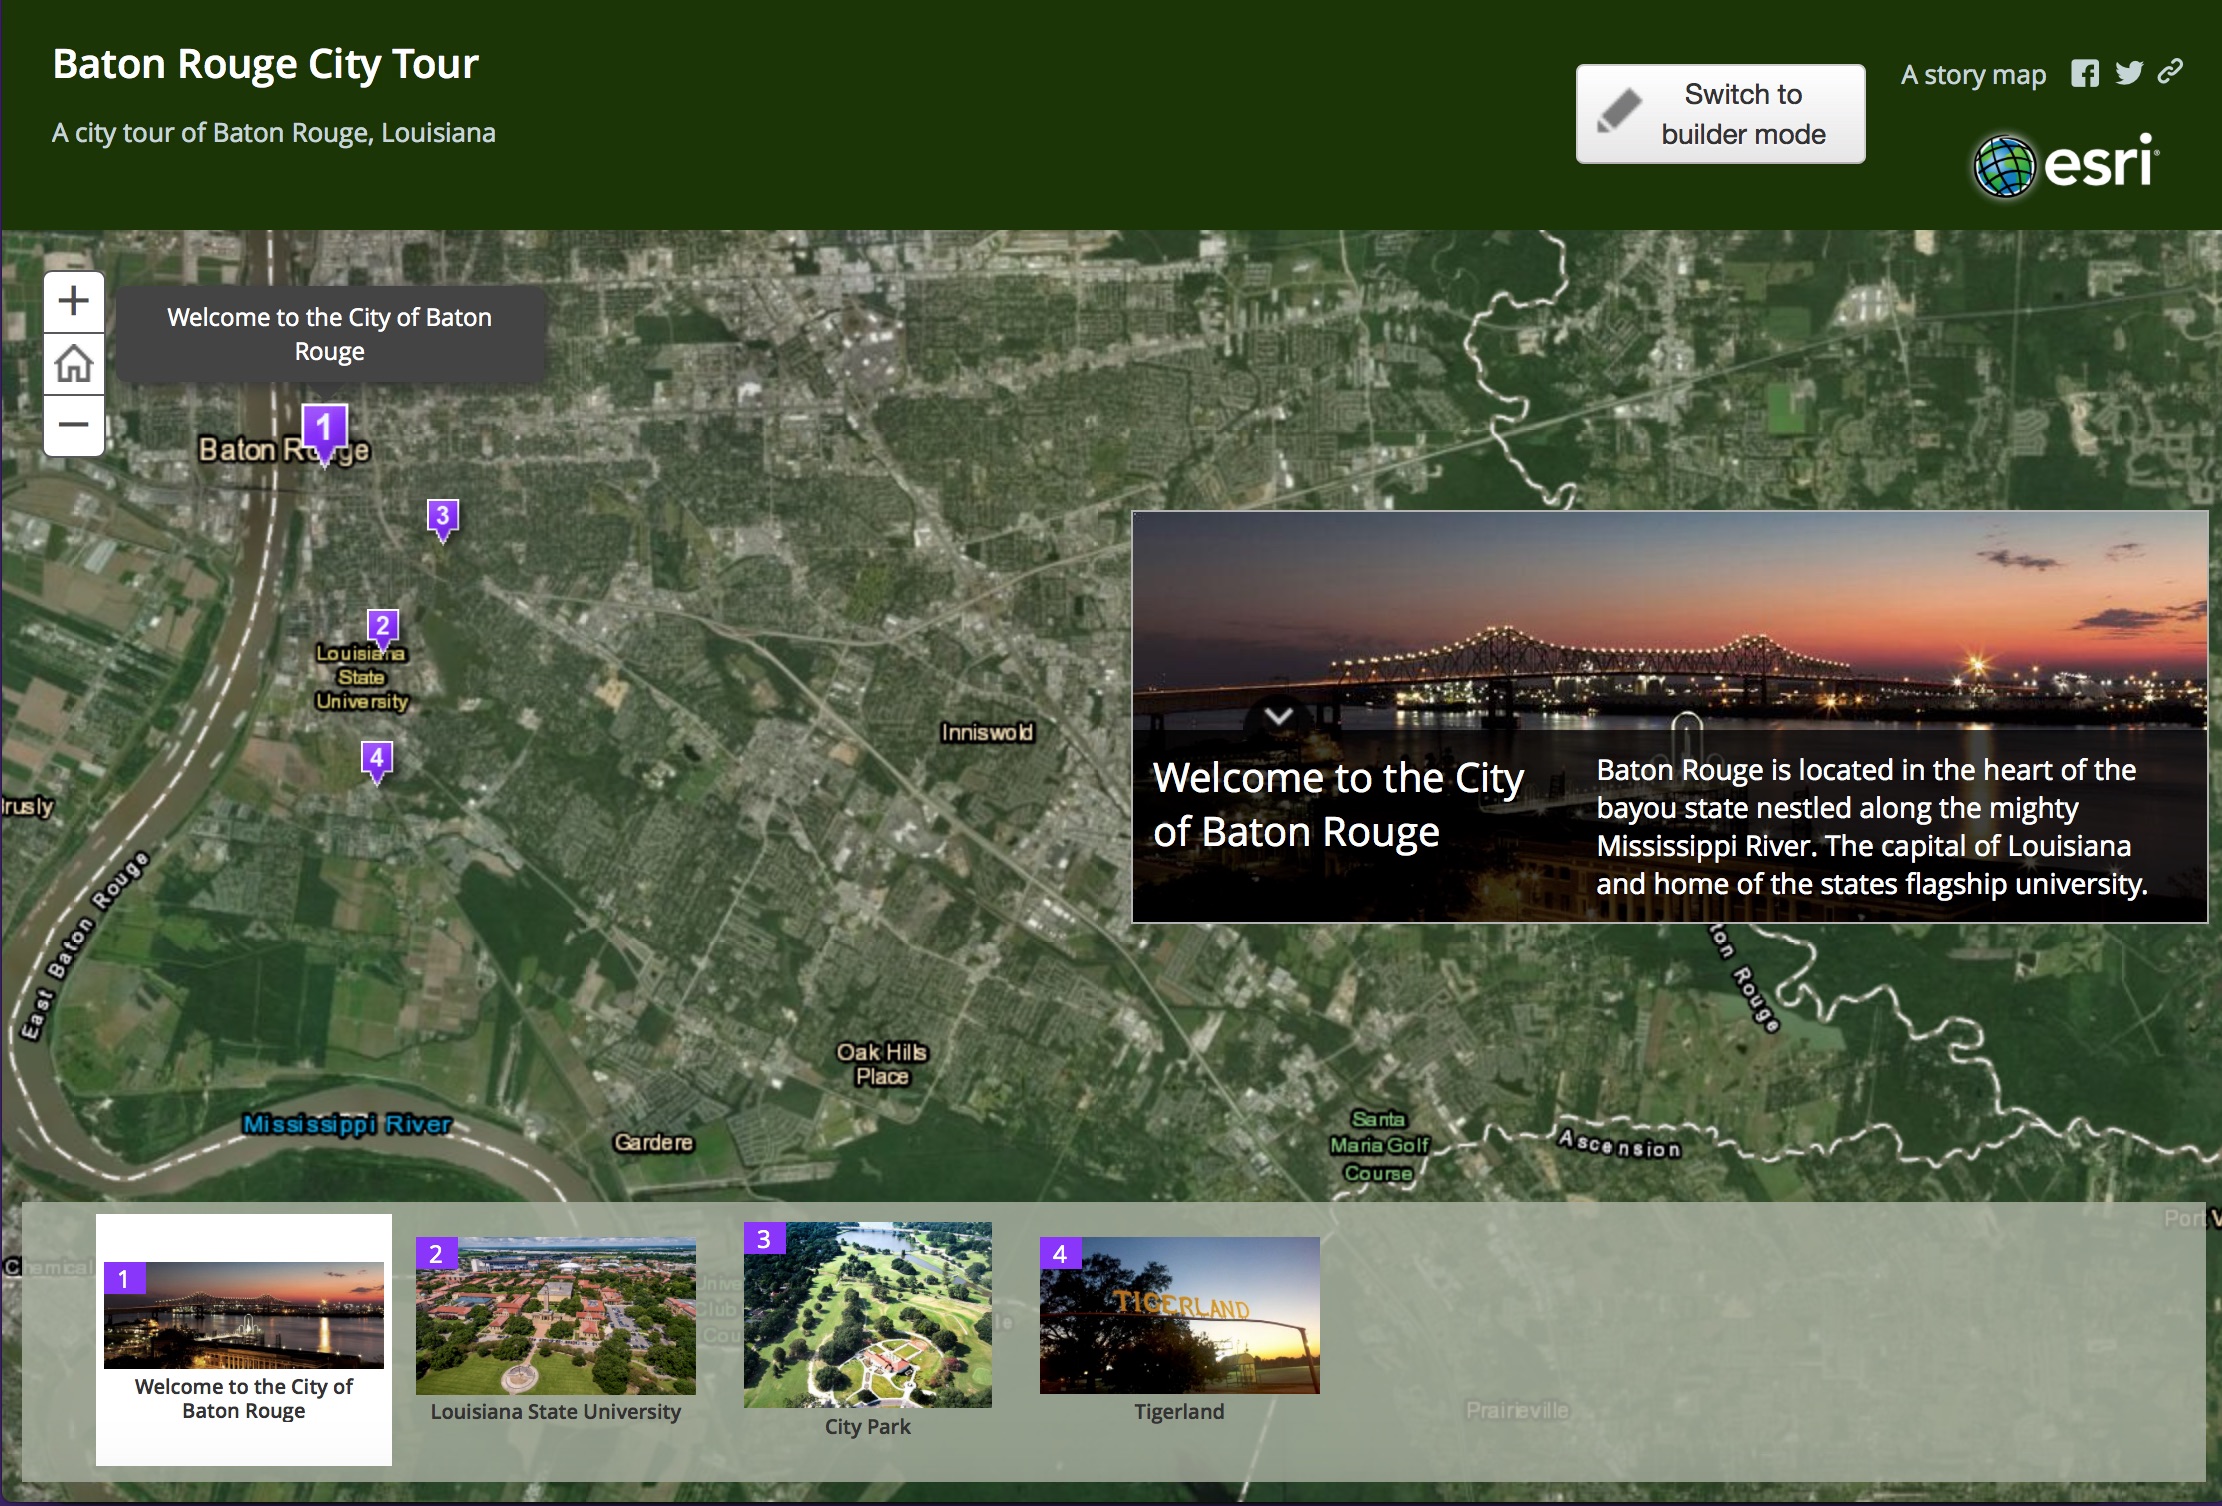 Baton Rouge City Tour
A city tour of Baton Rouge, Louisiana
Switch to
builder mode
A story map
esri
Welcome to the City of Baton
Rouge
1
Baton Rouge
3
2
Louisiana
State
University
4
Inniswold
Welcome to the City
of Baton Rouge
Baton Rouge is located in the heart of the
bayou state nestled along the mighty
Mississippi River. The capital of Louisiana
and home of the states flagship university.
East Baton Rouge
ton Rouge
Oak Hills
Place
Mississippi River
Gardere
Santa
Maria Golf
Course
Ascension
Port V
Chemical
1
Welcome to the City of
Baton Rouge
2
Louisiana State University
Club
3
City Park
4
TIGERLAND
Tigerland
Prairieville